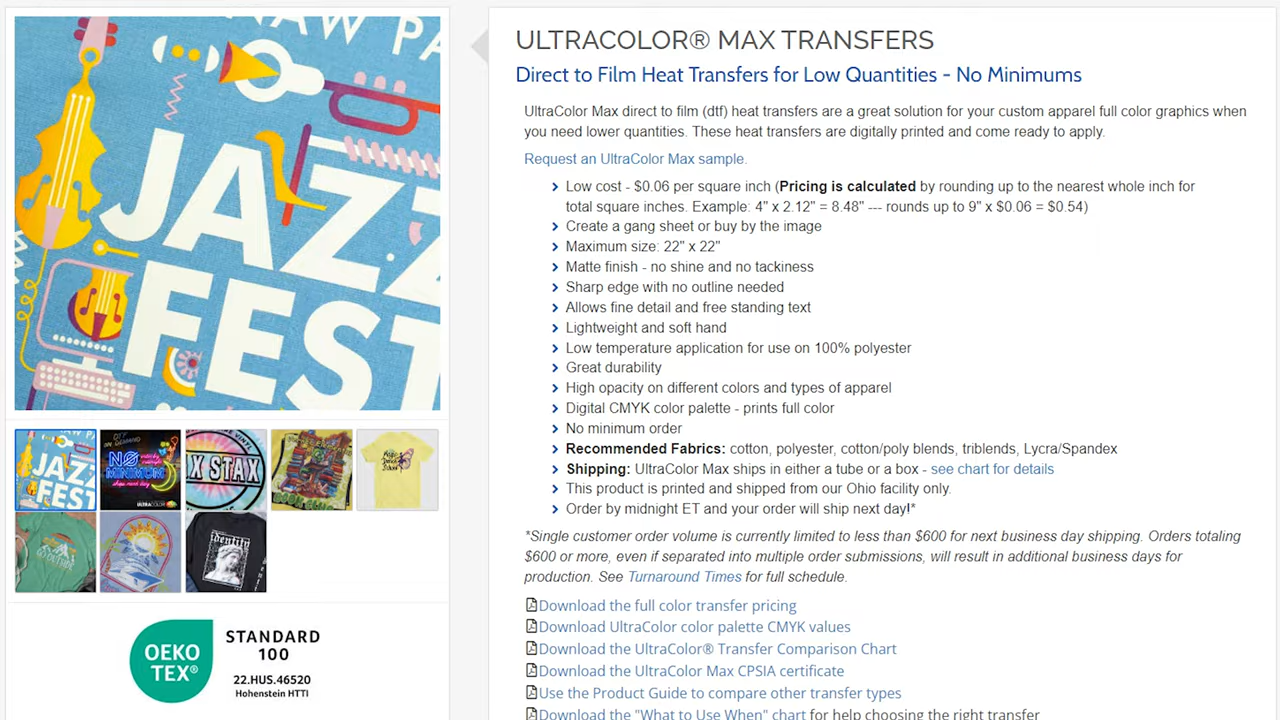 NAW PA
JAZZ
FEST
NO
MINIMUM
ULTRACOLOR
JAZZ
FEST
X STAX
identity
OEKO
TEX®
STANDARD
100
22.HUS.46520
Hohenstein HTTI
ULTRACOLOR® MAX TRANSFERS
Direct to Film Heat Transfers for Low Quantities - No Minimums
UltraColor Max direct to film (dtf) heat transfers are a great solution for your custom apparel full color graphics when
you need lower quantities. These heat transfers are digitally printed and come ready to apply.
Request an UltraColor Max sample.
Low cost - $0.06 per square inch (Pricing is calculated by rounding up to the nearest whole inch for
total square inches. Example: 4" x 2.12" = 8.48" --- rounds up to 9" x $0.06 = $0.54)
Create a gang sheet or buy by the image
Maximum size: 22" x 22"
Matte finish - no shine and no tackiness
Sharp edge with no outline needed
Allows fine detail and free standing text
Lightweight and soft hand
Low temperature application for use on 100% polyester
Great durability
High opacity on different colors and types of apparel
Digital CMYK color palette - prints full color
No minimum order
Recommended Fabrics: cotton, polyester, cotton/poly blends, triblends, Lycra/Spandex
Shipping: UltraColor Max ships in either on a roll or a box - see chart for details
This product is printed and shipped from our Ohio facility only.
Order by midnight ET and your order will ship next day!*
*Single customer order volume is currently limited to less than $600 for next business day shipping. Orders totaling
$600 or more, even if separated into multiple order submissions, will result in additional business days for
production. See Turnaround Times for full schedule.
Download the full color transfer pricing
Download UltraColor color palette CMYK values
Download the UltraColor® Transfer Comparison Chart
Download the UltraColor Max CPSIA certificate
Use the Product Guide to compare other transfer types
Download the "What to Use When" chart for help choosing the right transfer